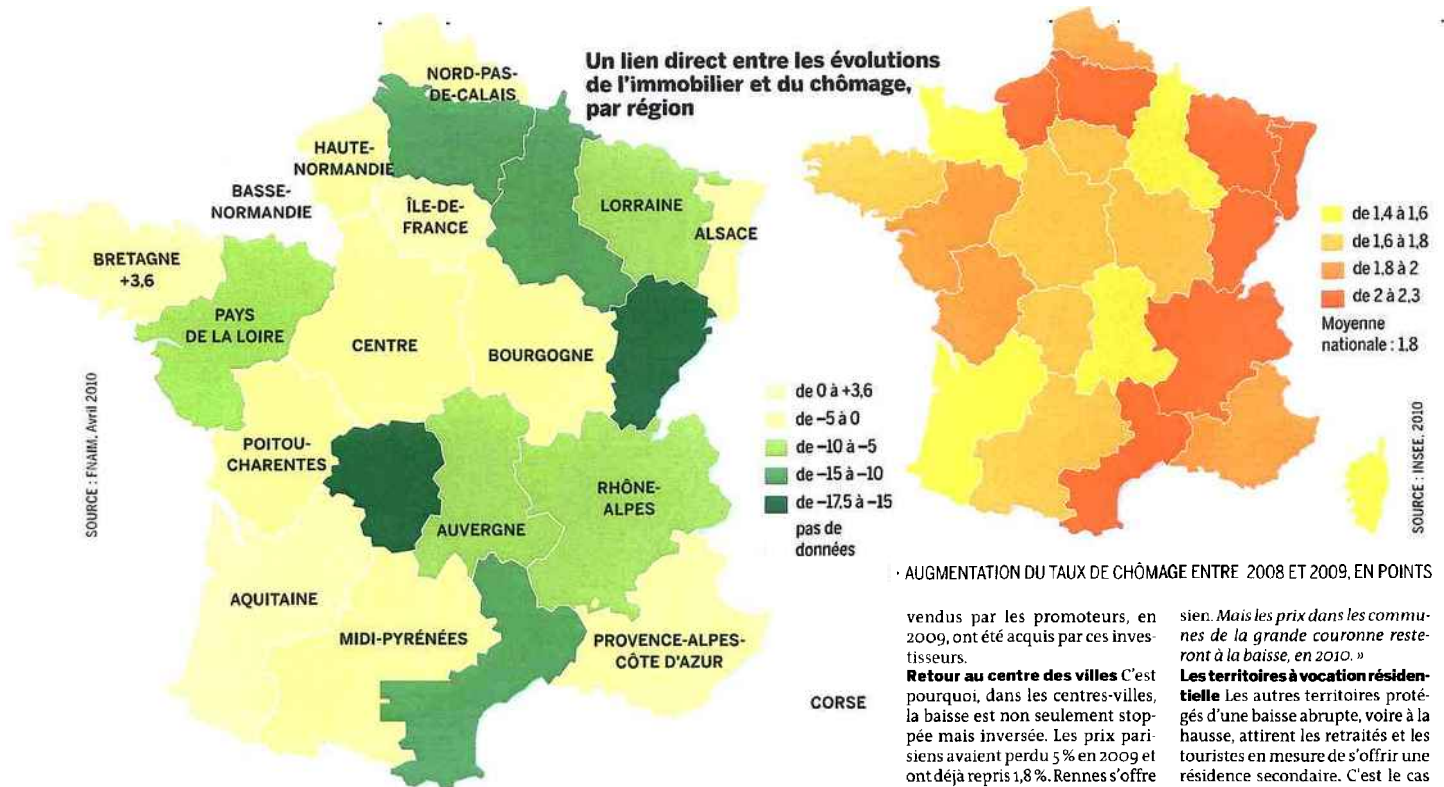 Un lien direct entre les évolutions
de l'immobilier et du chômage,
par région
NORD-PAS-
DE-CALAIS
HAUTE-
NORMANDIE
BASSE-
NORMANDIE
ÎLE-DE-
FRANCE
LORRAINE
ALSACE
BRETAGNE
+3,6
PAYS
DE LA LOIRE
CENTRE
BOURGOGNE
POITOU-
CHARENTES
AUVERGNE
RHÔNE-
ALPES
AQUITAINE
MIDI-PYRÉNÉES
PROVENCE-ALPES-
CÔTE D'AZUR
CORSE
de 0 à +3,6
de –5 à 0
de –10 à –5
de –15 à –10
de –17,5 à –15
pas de
données
SOURCE : FNAIM, Avril 2010
de 1,4 à 1,6
de 1,6 à 1,8
de 1,8 à 2
de 2 à 2,3
Moyenne
nationale : 1,8
SOURCE : INSEE, 2010
· AUGMENTATION DU TAUX DE CHÔMAGE ENTRE 2008 ET 2009, EN POINTS
vendus par les promoteurs, en
2009, ont été acquis par ces inves-
tisseurs.
Retour au centre des villes C'est
pourquoi, dans les centres-villes,
la baisse est non seulement stop-
pée mais inversée. Les prix pari-
siens avaient perdu 5 % en 2009 et
ont déjà repris 1,8 %. Rennes s'offre
sien. Mais les prix dans les commu-
nes de la grande couronne reste-
ront à la baisse, en 2010. »
Les territoires à vocation résiden-
tielle Les autres territoires proté-
gés d'une baisse abrupte, voire à la
hausse, attirent les retraités et les
touristes en mesure de s'offrir une
résidence secondaire. C'est le cas